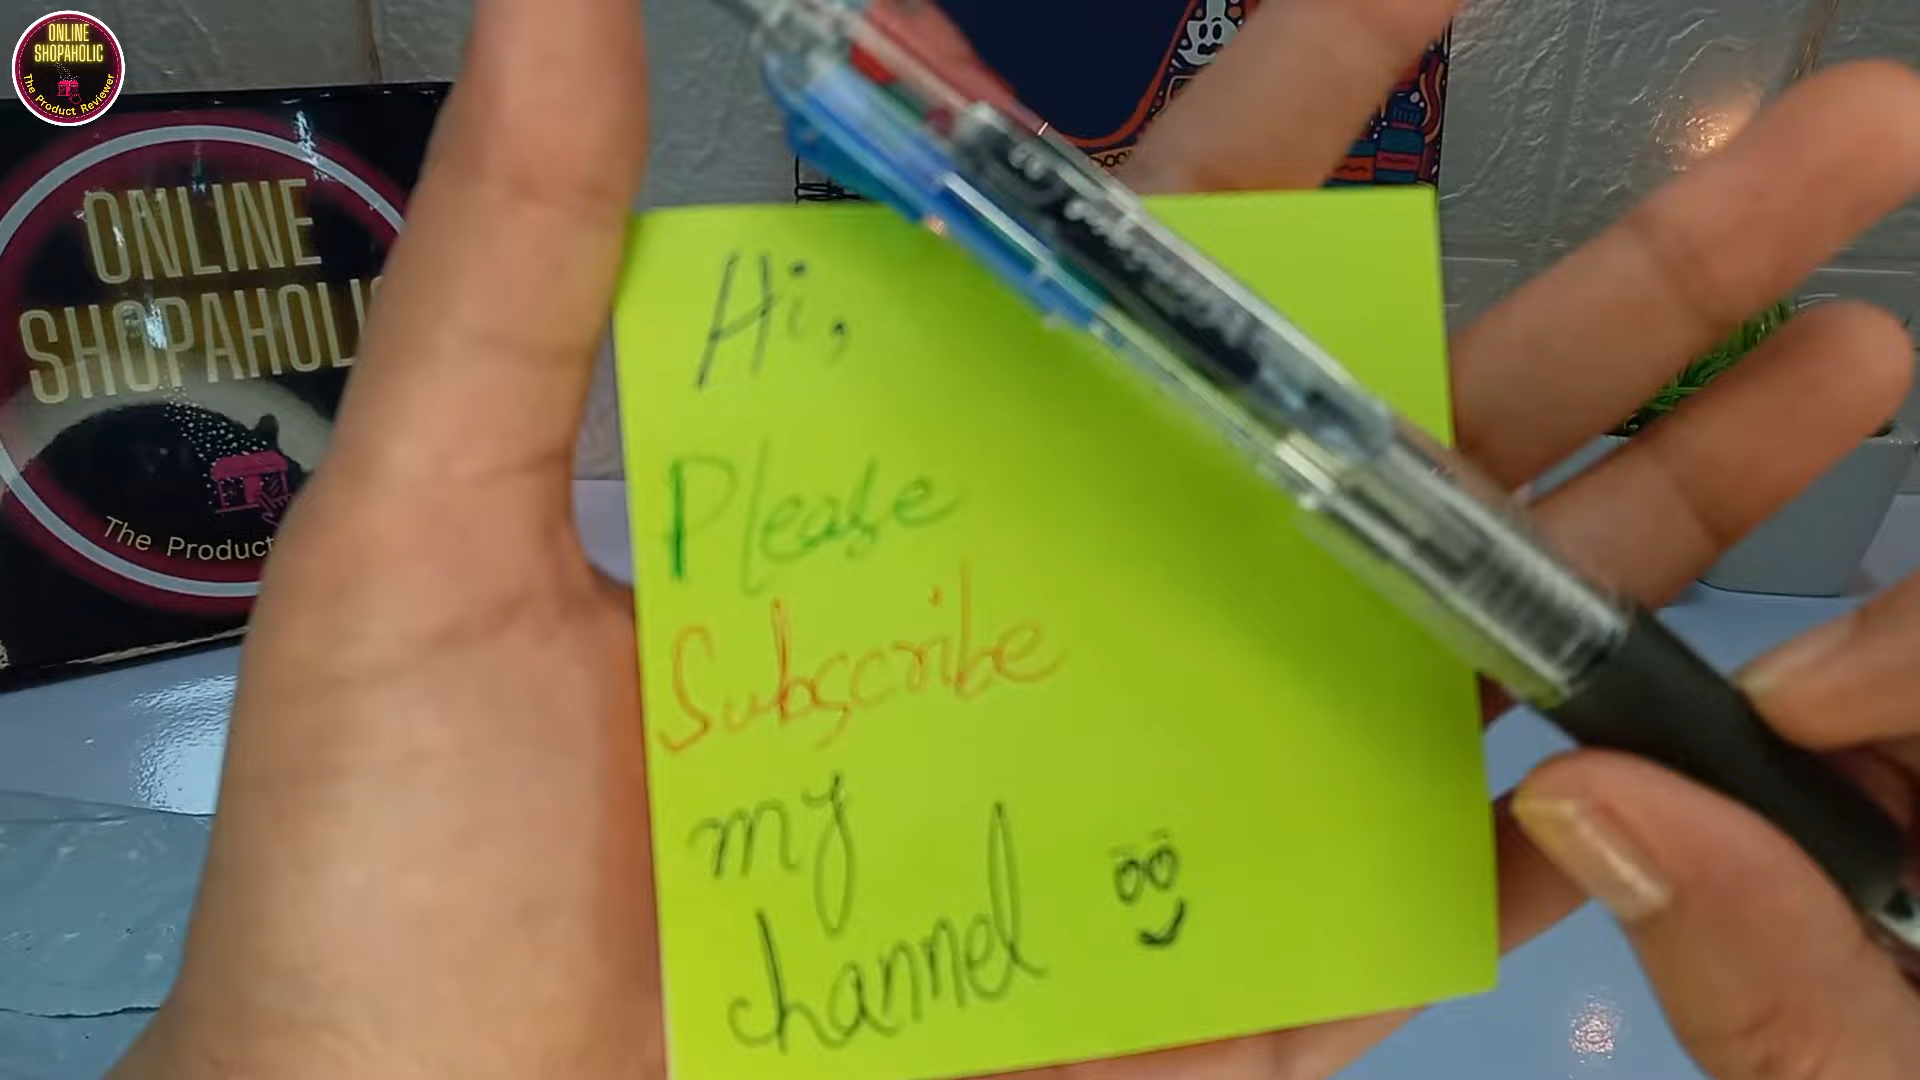 ONLINE
SHOPAHOLIC
The Product Reviewer
ONLINE
SHOPAHOLI
The Product
Hi,
Please
Subscribe
my
channel